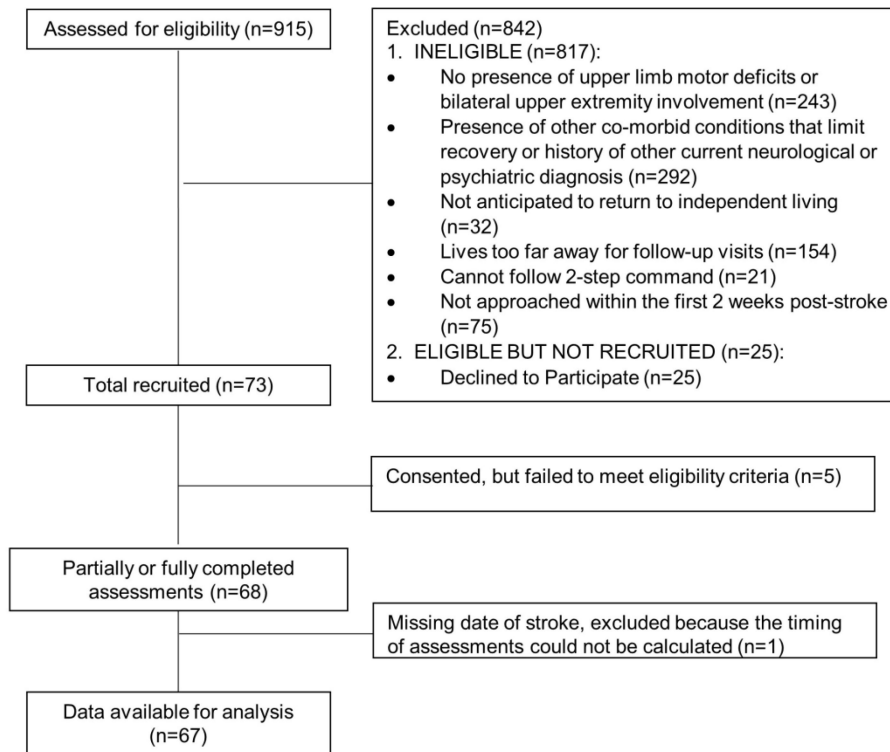 Assessed for eligibility (n=915)
Excluded (n=842)
1. INELIGIBLE (n=817):
• No presence of upper limb motor deficits or
bilateral upper extremity involvement (n=243)
• Presence of other co-morbid conditions that limit
recovery or history of other current neurological or
psychiatric diagnosis (n=292)
• Not anticipated to return to independent living
(n=32)
• Lives too far away for follow-up visits (n=154)
• Cannot follow 2-step command (n=21)
• Not approached within the first 2 weeks post-stroke
(n=75)
2. ELIGIBLE BUT NOT RECRUITED (n=25):
• Declined to Participate (n=25)
Total recruited (n=73)
Consented, but failed to meet eligibility criteria (n=5)
Partially or fully completed
assessments (n=68)
Missing date of stroke, excluded because the timing
of assessments could not be calculated (n=1)
Data available for analysis
(n=67)